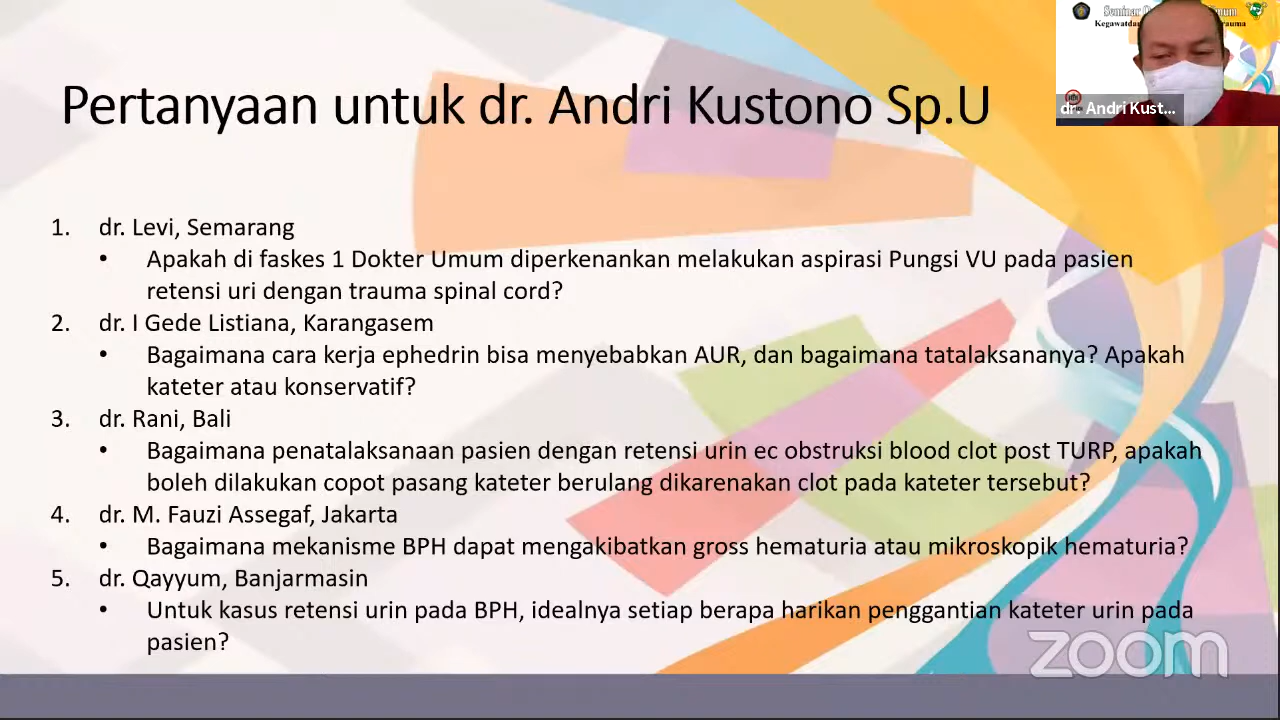 Pertanyaan untuk dr. Andri Kustono Sp.U
dr. Andri Kust...
1. dr. Levi, Semarang
• Apakah di faskes 1 Dokter Umum diperkenankan melakukan aspirasi Pungsi VU pada pasien
retensi uri dengan trauma spinal cord?
2. dr. I Gede Listiana, Karangasem
• Bagaimana cara kerja ephedrin bisa menyebabkan AUR, dan bagaimana tatalaksananya? Apakah
kateter atau konservatif?
3. dr. Rani, Bali
• Bagaimana penatalaksanaan pasien dengan retensi urin ec obstruksi blood clot post TURP, apakah
boleh dilakukan copot pasang kateter berulang dikarenakan clot pada kateter tersebut?
4. dr. M. Fauzi Assegaf, Jakarta
• Bagaimana mekanisme BPH dapat mengakibatkan gross hematuria atau mikroskopik hematuria?
5. dr. Qayyum, Banjarmasin
• Untuk kasus retensi urin pada BPH, idealnya setiap berapa harikan penggantian kateter urin pada
pasien?
zoom